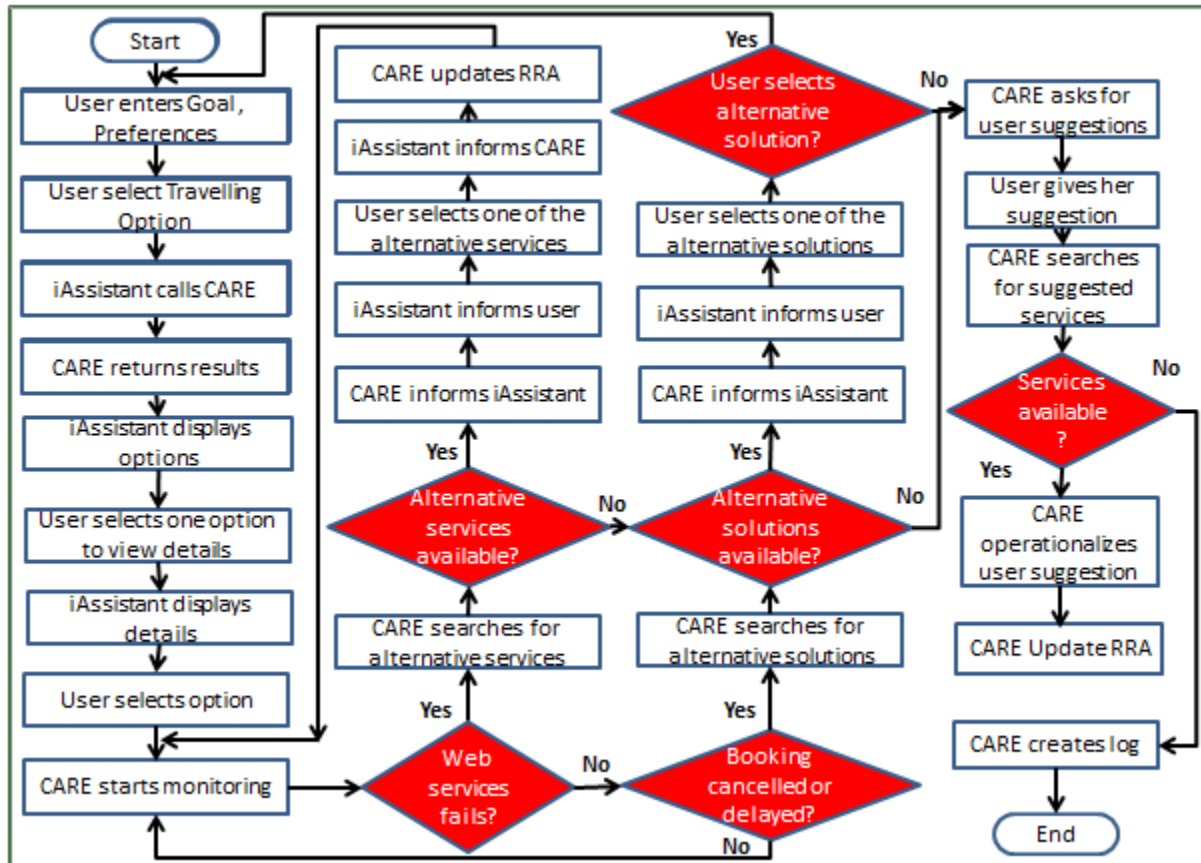 Start
User enters Goal ,
Preferences
User select Travelling
Option
iAssistant calls CARE
CARE returns results
iAssistant displays
options
User selects one option
to view details
iAssistant displays
details
User selects option
CARE starts monitoring
CARE updates RRA
iAssistant informs CARE
User selects one of the
alternative services
iAssistant informs user
CARE informs iAssistant
Yes
Alternative
services
available?
No
CARE searches for
alternative services
Yes
Web
services
fails?
No
Yes
User selects
alternative
solution?
No
User selects one of the
alternative solutions
iAssistant informs user
CARE informs iAssistant
Yes
Alternative
solutions
available?
No
CARE searches for
alternative solutions
Yes
Booking
cancelled or
delayed?
No
CARE asks for
user suggestions
User gives her
suggestion
CARE searches
for suggested
services
Services
available
?
No
Yes
CARE
operationalizes
user suggestion
CARE Update RRA
CARE creates log
End